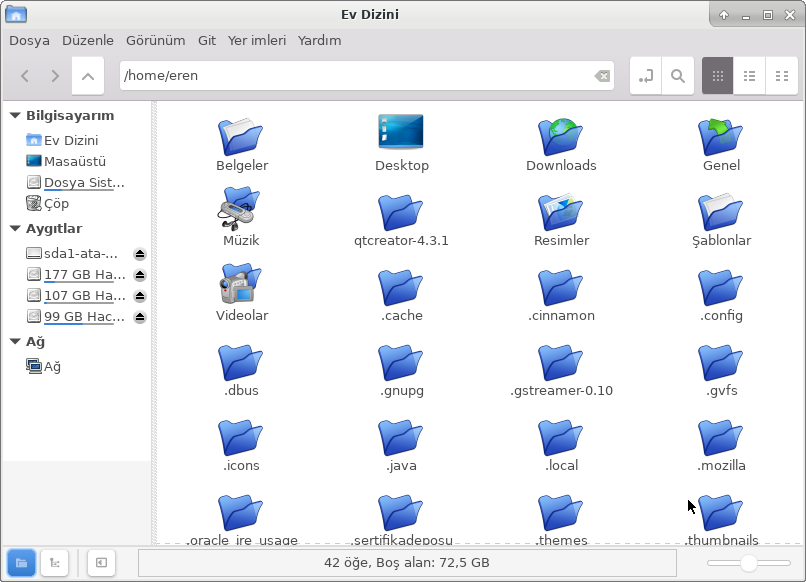 Ev Dizini
Dosya Düzenle Görünüm Git Yer imleri Yardım
/home/eren
Bilgisayarım
Ev Dizini
Masaüstü
Dosya Sist...
Çöp
Aygıtlar
sda1-ata-...
177 GB Ha...
107 GB Ha...
99 GB Hac...
Ağ
Ağ
Belgeler Desktop Downloads Genel
Müzik qtcreator-4.3.1 Resimler Şablonlar
Videolar .cache .cinnamon .config
.dbus .gnupg .gstreamer-0.10 .gvfs
.icons .java .local .mozilla
.oracle_jre_usage .sertifikadeposu .themes .thumbnails
42 öğe, Boş alan: 72,5 GB